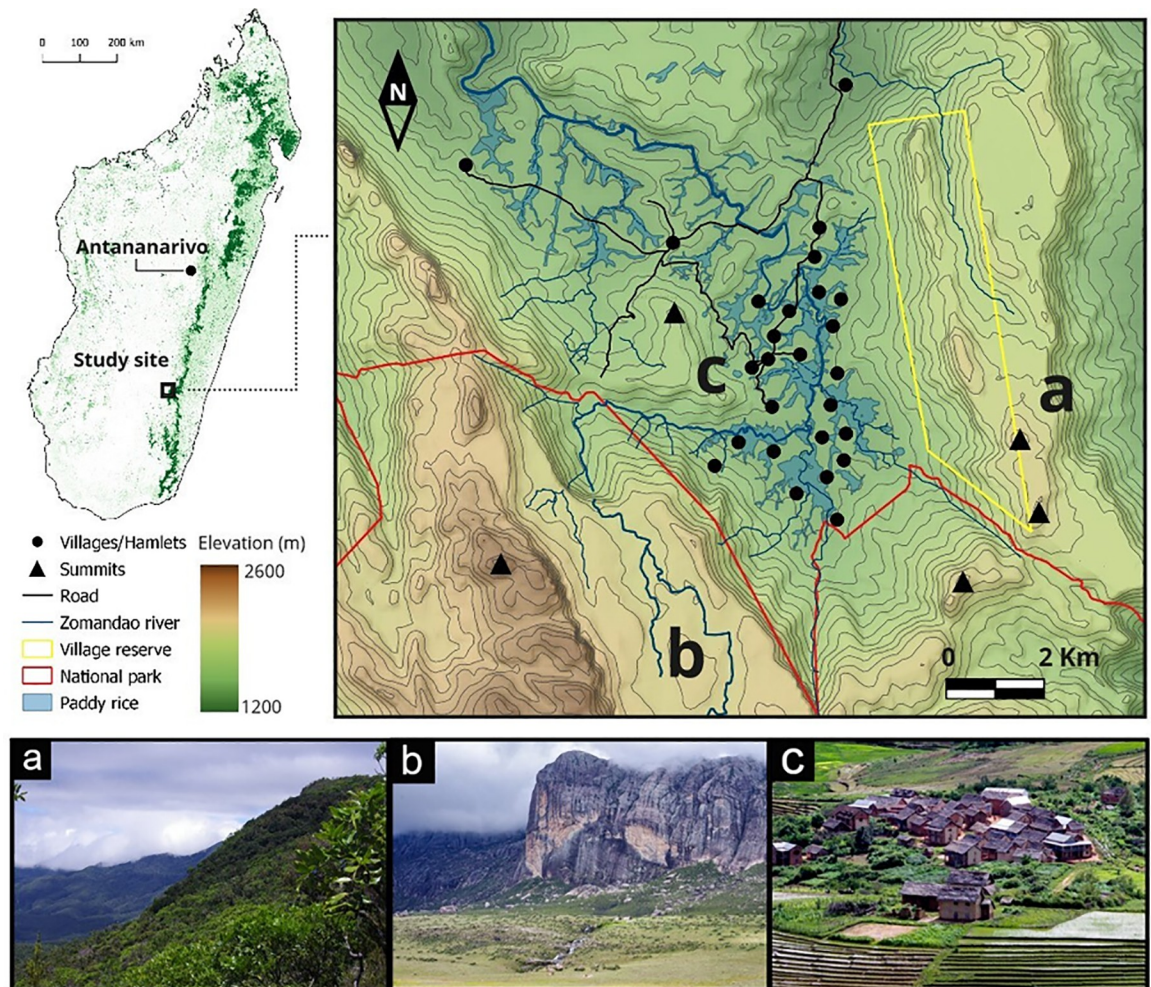 0 100 200 km
Antananarivo
Study site
Villages/Hamlets
Summits
Road
Zomandao river
Village reserve
National park
Paddy rice
Elevation (m)
2600
1200
N
c
a
b
0 2 Km
a
b
c